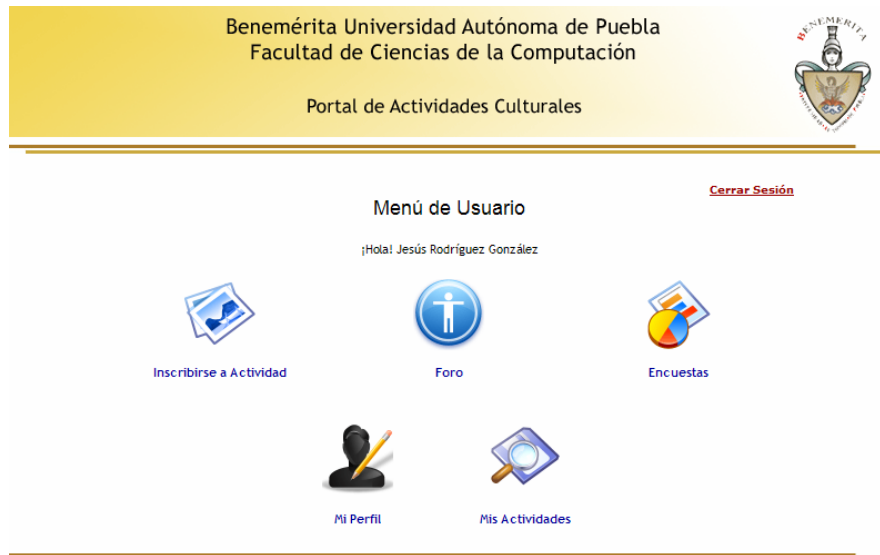 Benemérita Universidad Autónoma de Puebla
Facultad de Ciencias de la Computación
Portal de Actividades Culturales
Cerrar Sesión
Menú de Usuario
¡Hola! Jesús Rodríguez González
Inscribirse a Actividad
Foro
Encuestas
Mi Perfil
Mis Actividades